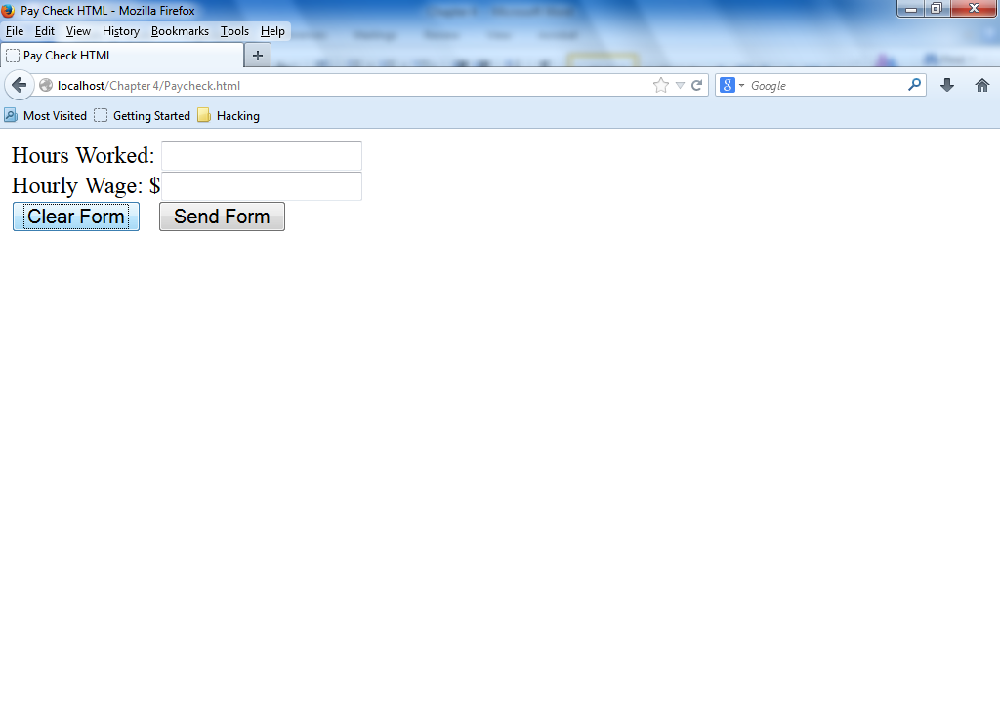 Pay Check HTML - Mozilla Firefox
File Edit View History Bookmarks Tools Help
Pay Check HTML +
localhost/Chapter 4/Paycheck.html 8 Google
Most Visited Getting Started Hacking
Hours Worked:
Hourly Wage: $
Clear Form Send Form